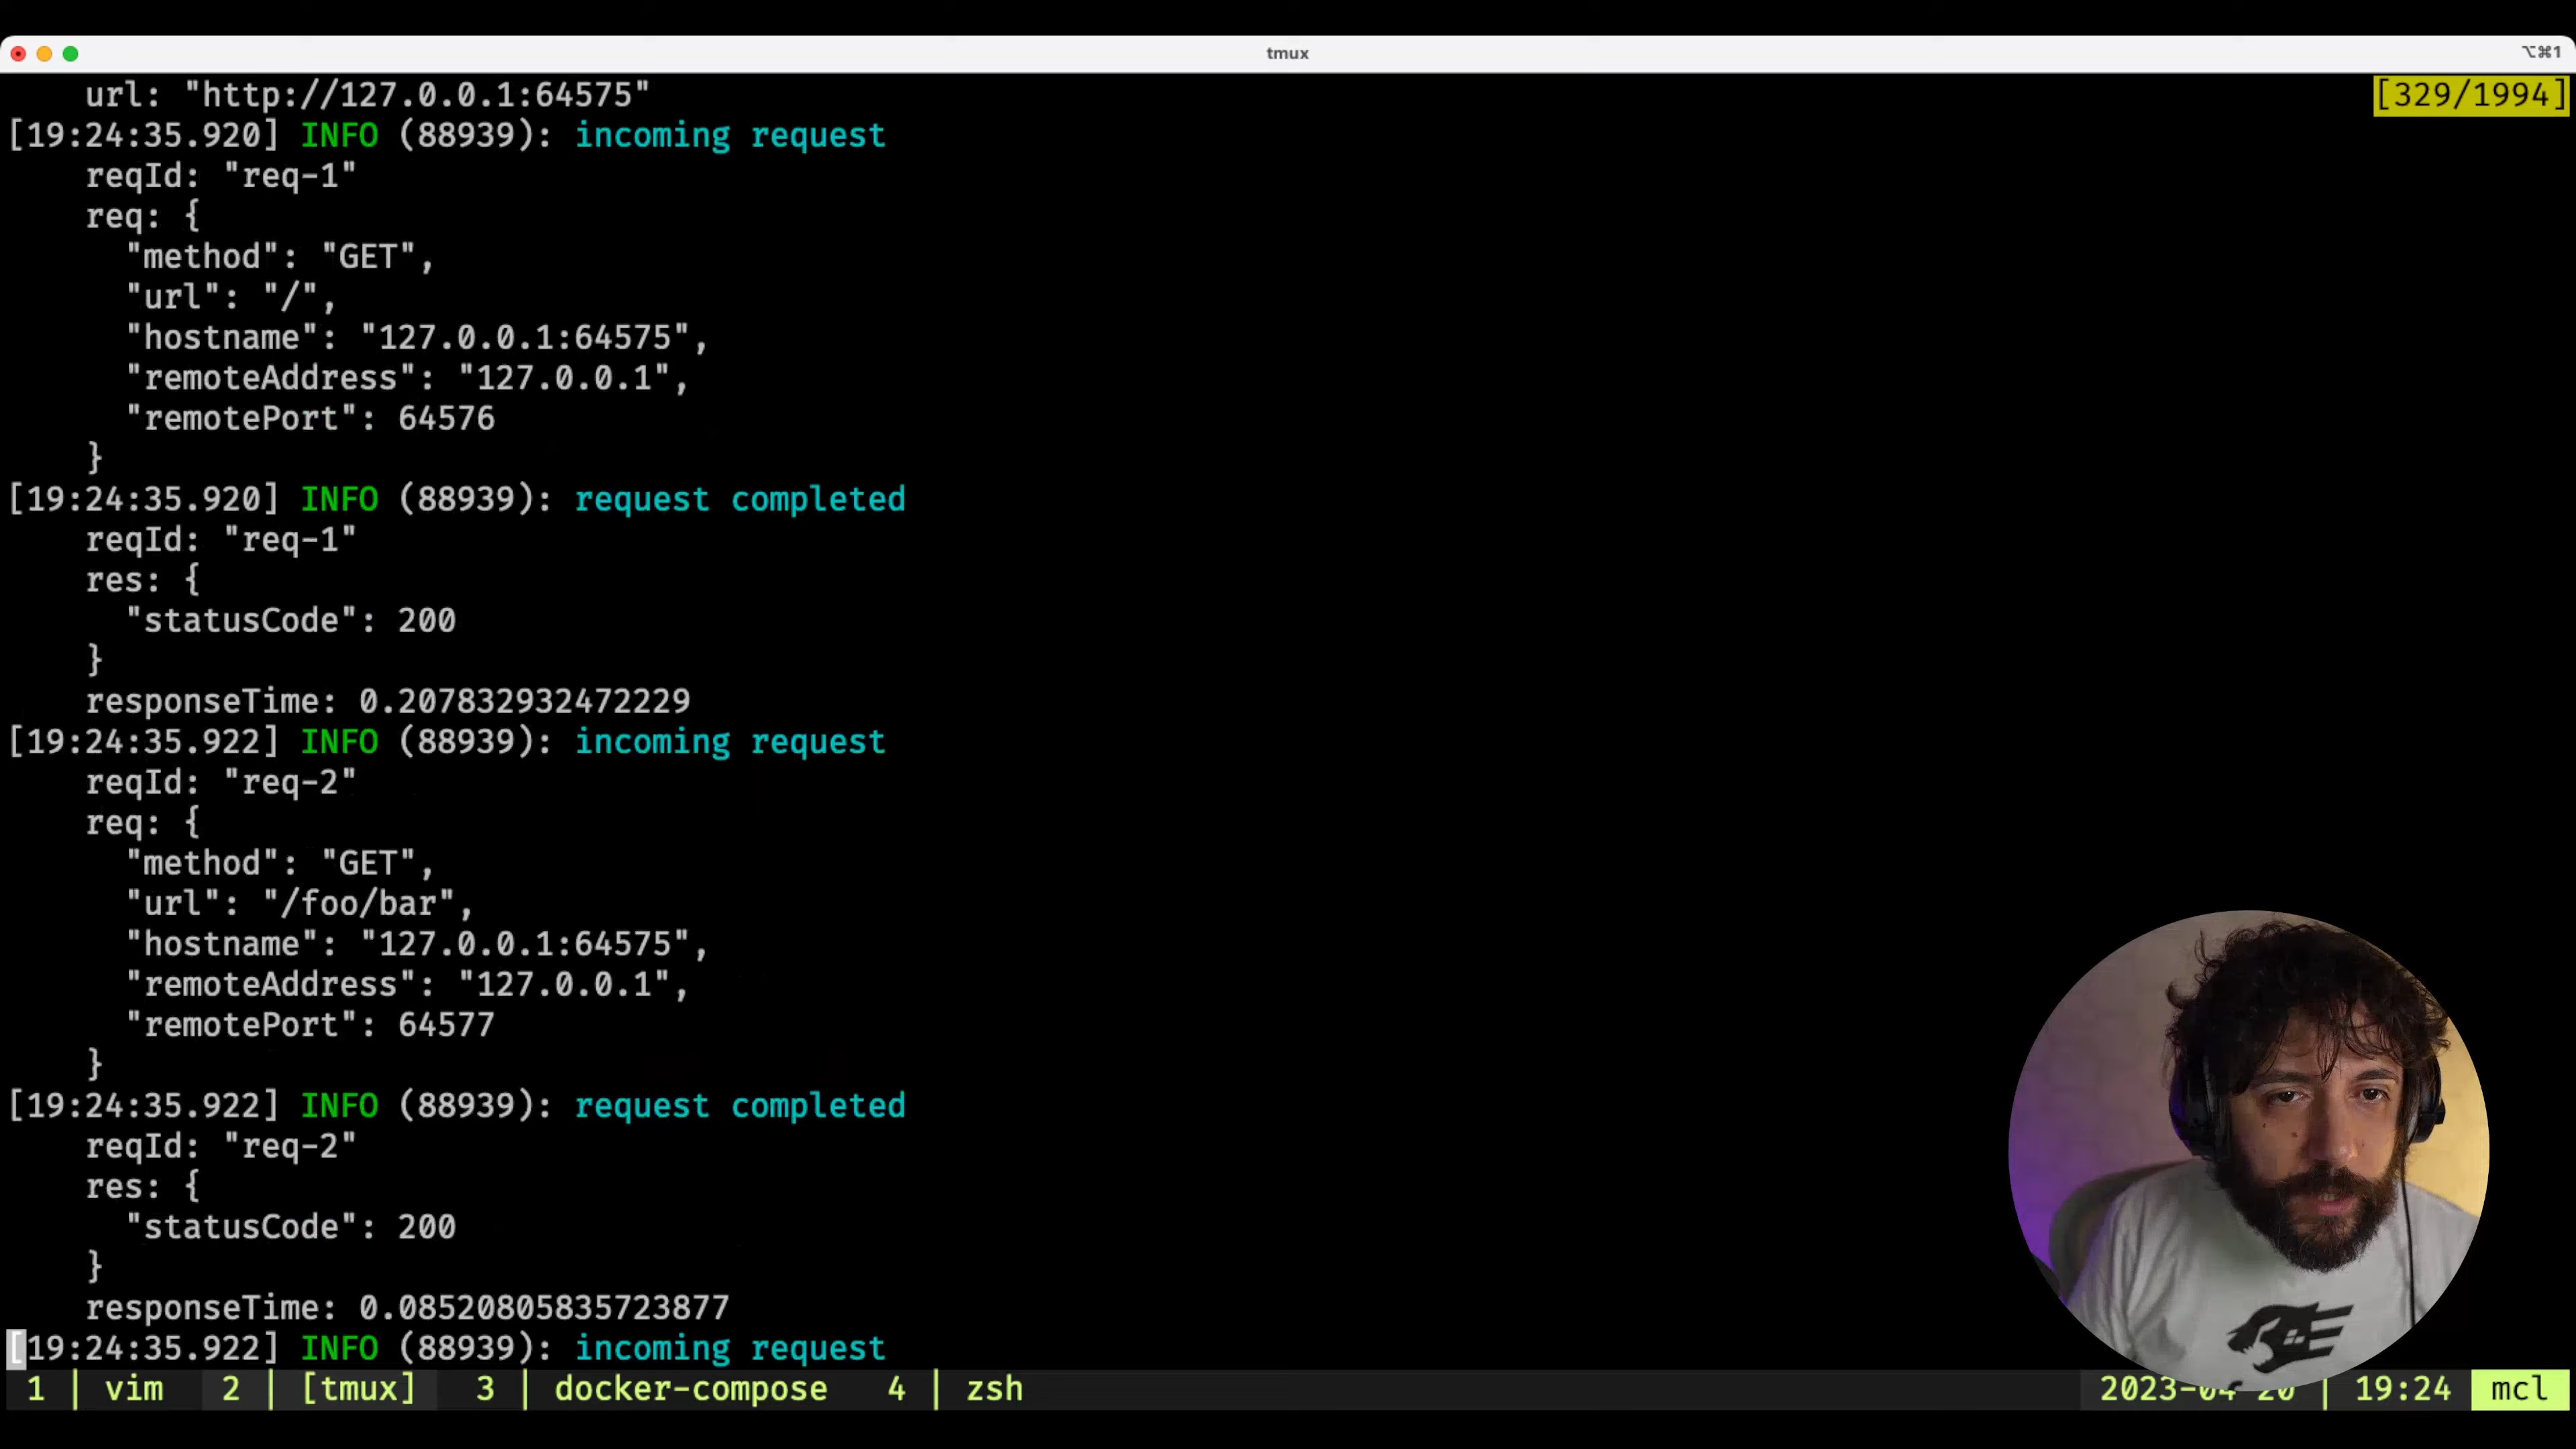 tmux
⌥⌘1
url: "http://127.0.0.1:64575"
[329/1994]
[19:24:35.920] INFO (88939): incoming request
reqId: "req-1"
req: {
"method": "GET",
"url": "/",
"hostname": "127.0.0.1:64575",
"remoteAddress": "127.0.0.1",
"remotePort": 64576
}
[19:24:35.920] INFO (88939): request completed
reqId: "req-1"
res: {
"statusCode": 200
}
responseTime: 0.207832932472229
[19:24:35.922] INFO (88939): incoming request
reqId: "req-2"
req: {
"method": "GET",
"url": "/foo/bar",
"hostname": "127.0.0.1:64575",
"remoteAddress": "127.0.0.1",
"remotePort": 64577
}
[19:24:35.922] INFO (88939): request completed
reqId: "req-2"
res: {
"statusCode": 200
}
responseTime: 0.08520805835723877
[19:24:35.922] INFO (88939): incoming request
1 | vim 2 | [tmux] 3 | docker-compose 4 | zsh 2023-04-20 | 19:24 mcl